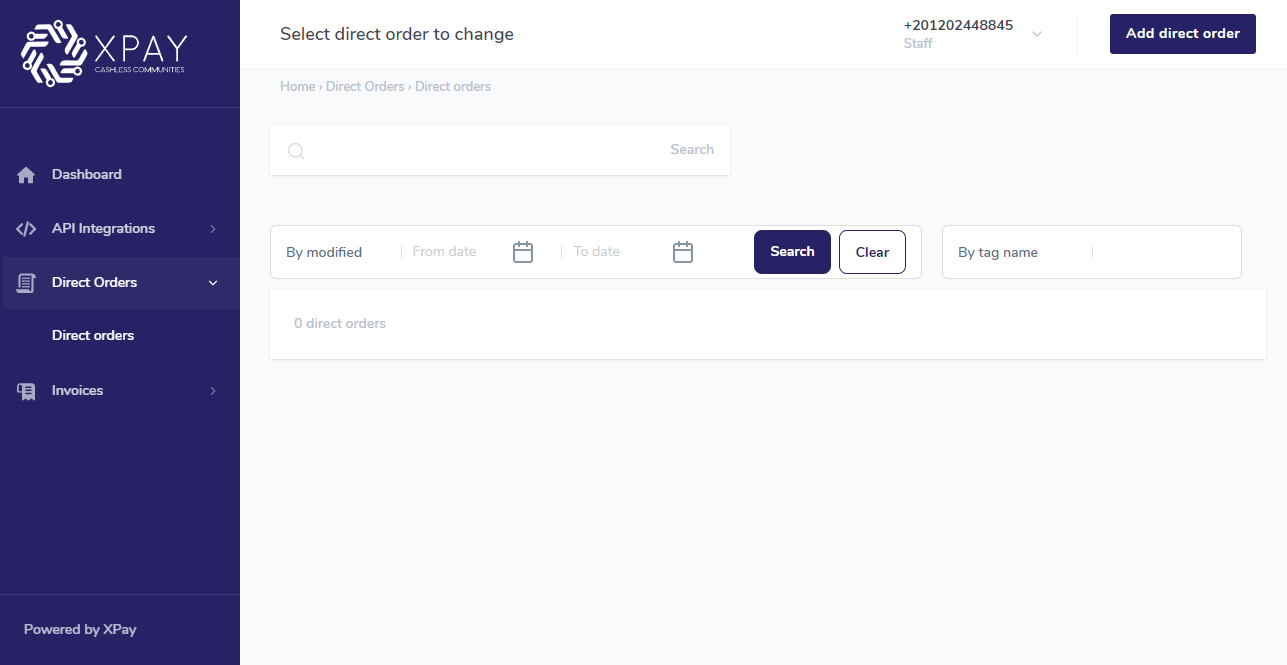 XPAY
CASHLESS COMMUNITIES
Select direct order to change
+201202448845
Staff
Add direct order
Home › Direct Orders › Direct orders
Search
Dashboard
API Integrations
Direct Orders
Direct orders
Invoices
By modified
From date
To date
Search
Clear
By tag name
0 direct orders
Powered by XPay